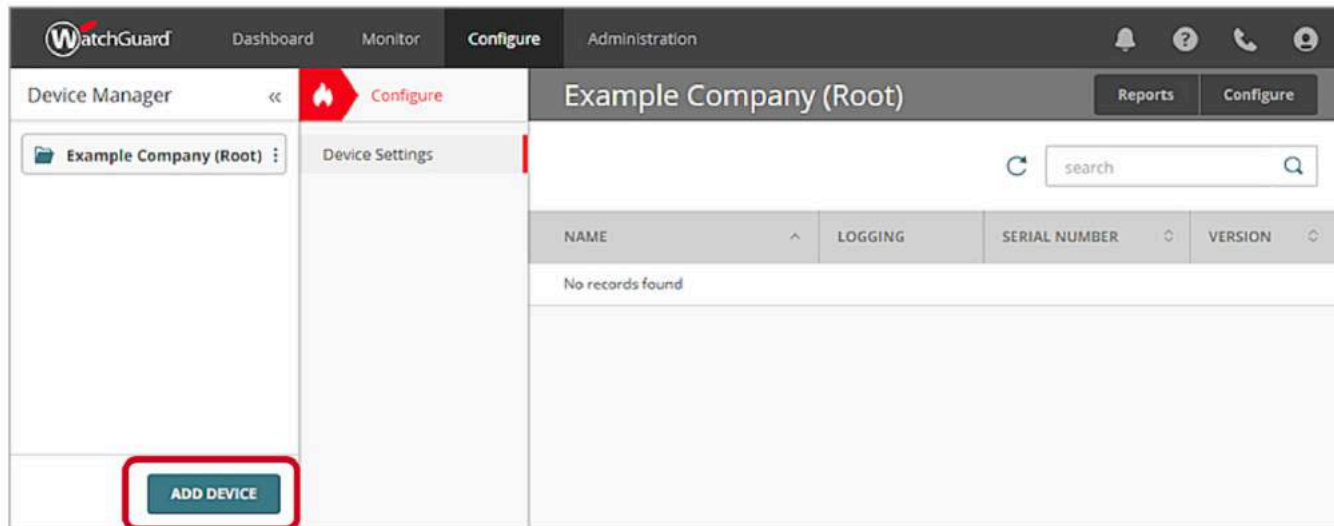 WatchGuard Dashboard Monitor Configure Administration
Device Manager « Configure Example Company (Root) Reports Configure
Example Company (Root) Device Settings search
NAME LOGGING SERIAL NUMBER VERSION
No records found
ADD DEVICE